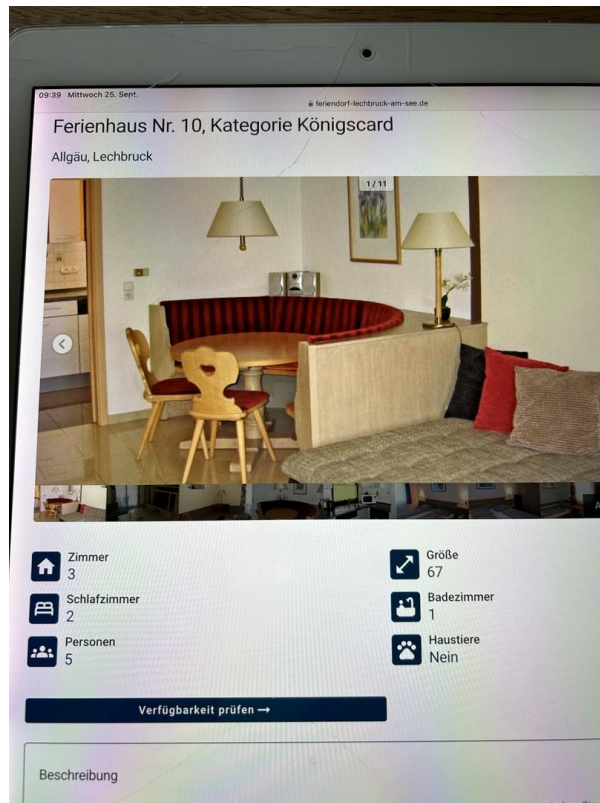 09:39 Mittwoch 25. Sept.
feriendorf-lechbruck-am-see.de
Ferienhaus Nr. 10, Kategorie Königscard
Allgäu, Lechbruck
1 / 11
Zimmer
3
Größe
67
Schlafzimmer
2
Badezimmer
1
Personen
5
Haustiere
Nein
Verfügbarkeit prüfen →
Beschreibung